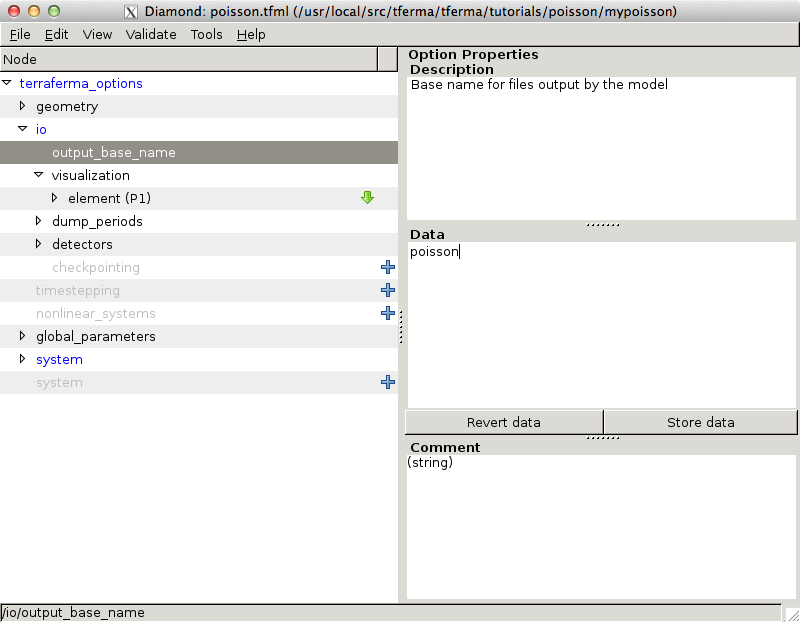 Diamond: poisson.tfml (/usr/local/src/tferma/tferma/tutorials/poisson/mypoisson)
File Edit View Validate Tools Help
Node
terraferma_options
geometry
io
output_base_name
visualization
element (P1)
dump_periods
detectors
checkpointing
timestepping
nonlinear_systems
global_parameters
system
system
Option Properties
Description
Base name for files output by the model
Data
poisson
Revert data
Store data
Comment
(string)
/io/output_base_name